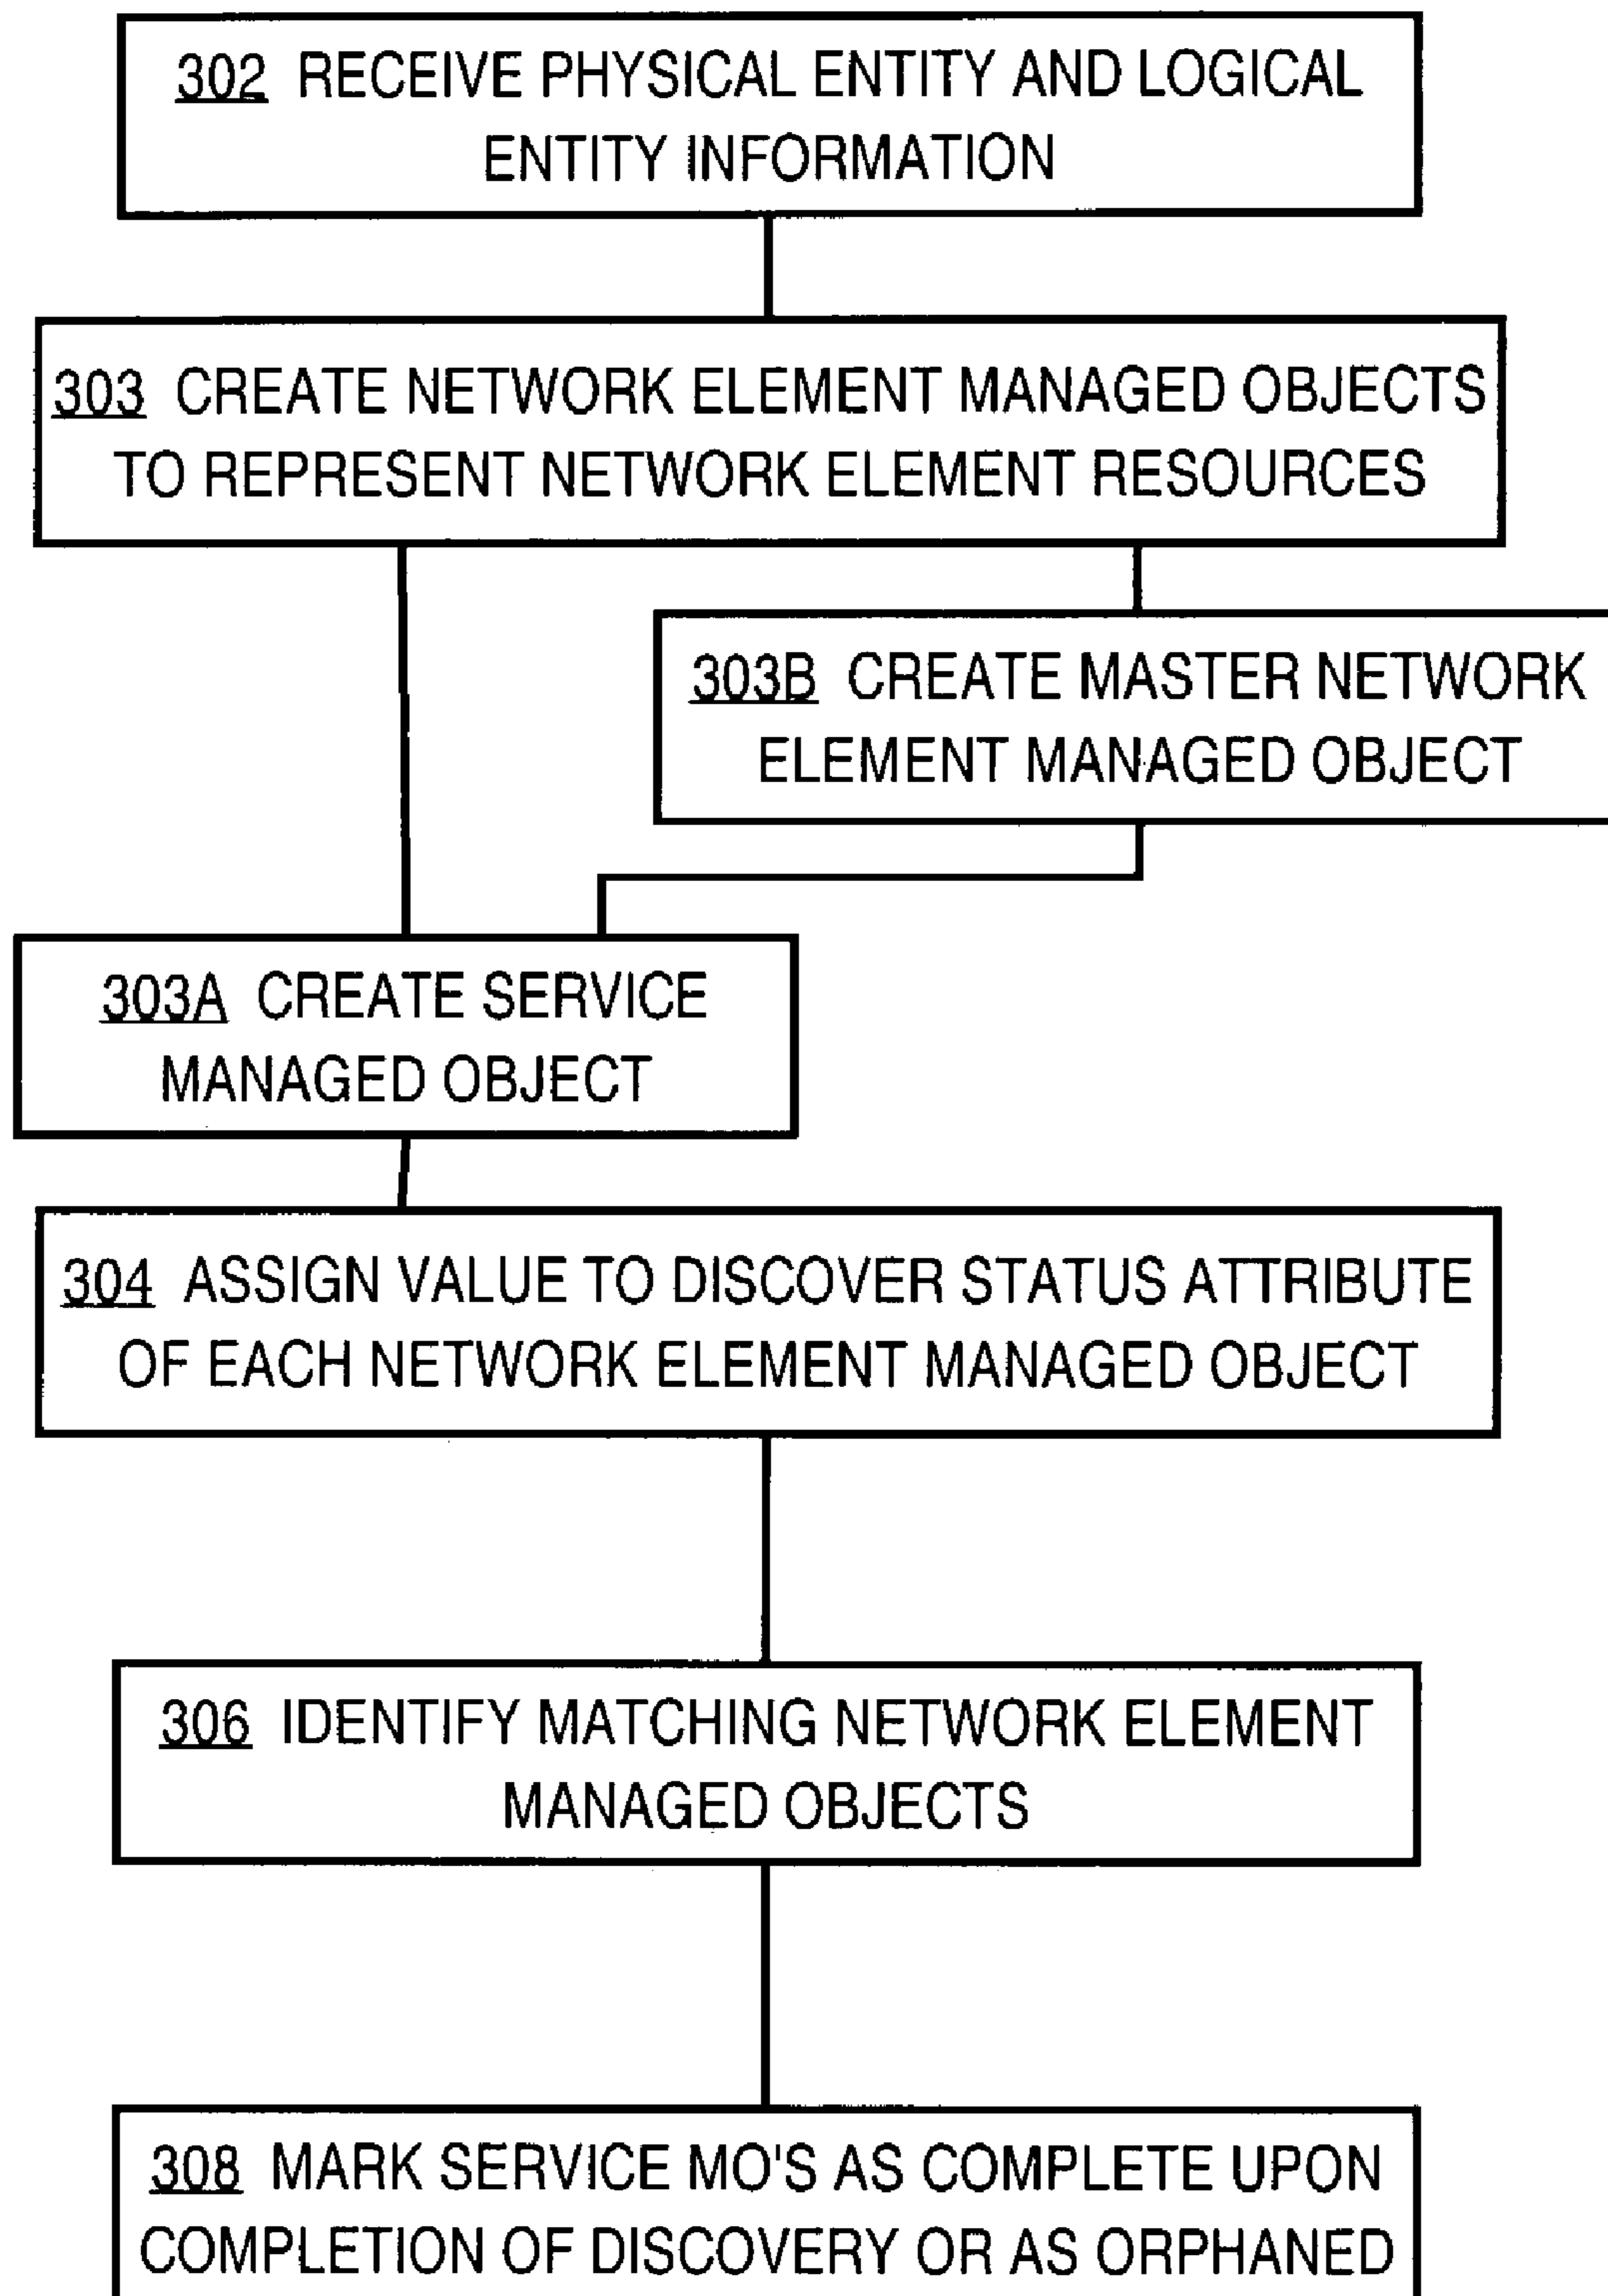 302 RECEIVE PHYSICAL ENTITY AND LOGICAL
ENTITY INFORMATION
303 CREATE NETWORK ELEMENT MANAGED OBJECTS
TO REPRESENT NETWORK ELEMENT RESOURCES
303B CREATE MASTER NETWORK
ELEMENT MANAGED OBJECT
303A CREATE SERVICE
MANAGED OBJECT
304 ASSIGN VALUE TO DISCOVER STATUS ATTRIBUTE
OF EACH NETWORK ELEMENT MANAGED OBJECT
306 IDENTIFY MATCHING NETWORK ELEMENT
MANAGED OBJECTS
308 MARK SERVICE MO'S AS COMPLETE UPON
COMPLETION OF DISCOVERY OR AS ORPHANED